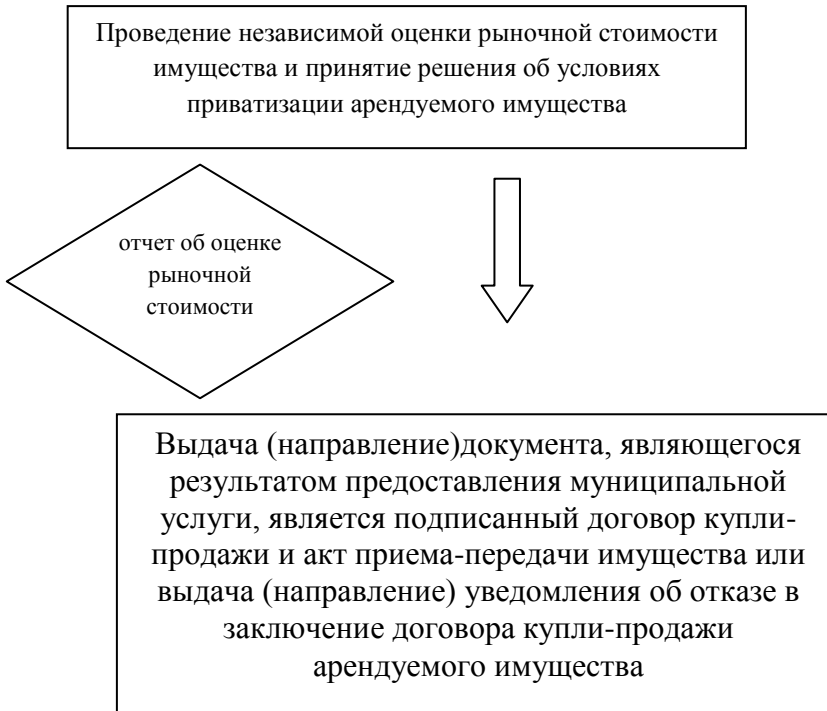 Проведение независимой оценки рыночной стоимости
имущества и принятие решения об условиях
приватизации арендуемого имущества
отчет об оценке
рыночной
стоимости
Выдача (направление)документа, являющегося
результатом предоставления муниципальной
услуги, является подписанный договор купли-
продажи и акт приема-передачи имущества или
выдача (направление) уведомления об отказе в
заключение договора купли-продажи
арендуемого имущества